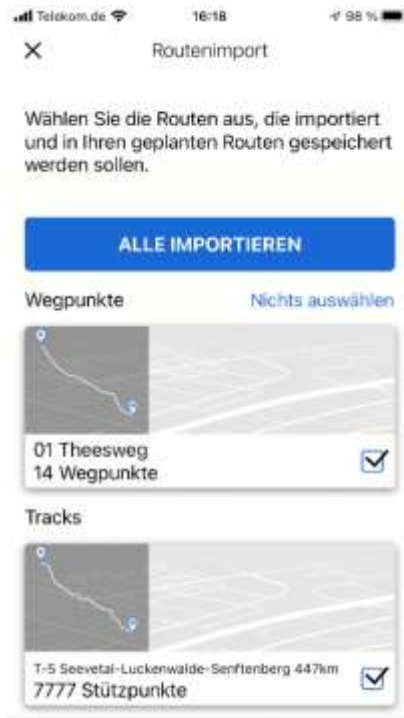 Telekom.de 16:18 98 %
Routenimport
Wählen Sie die Routen aus, die importiert
und in Ihren geplanten Routen gespeichert
werden sollen.
ALLE IMPORTIEREN
Wegpunkte Nichts auswählen
01 Theesweg
14 Wegpunkte
Tracks
T-5 Seevetal-Luckenwalde-Senftenberg 447km
7777 Stützpunkte